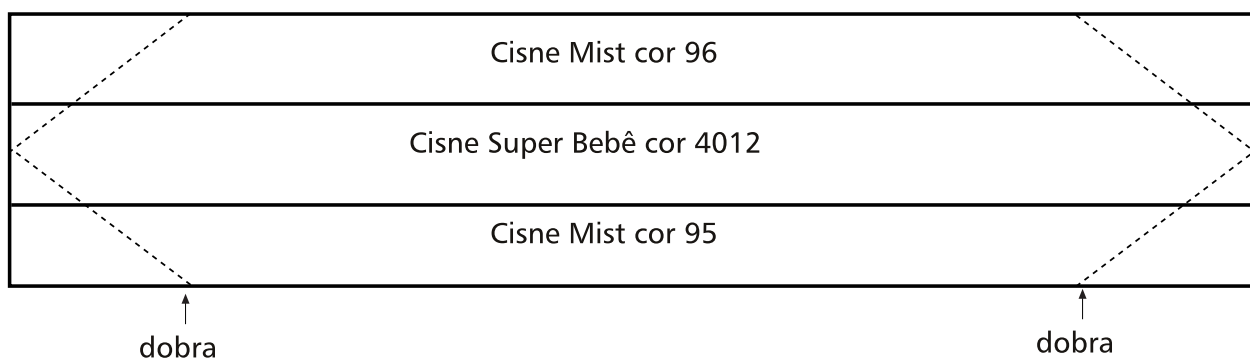 Cisne Mist cor 96
Cisne Super Bebê cor 4012
Cisne Mist cor 95
dobra
dobra